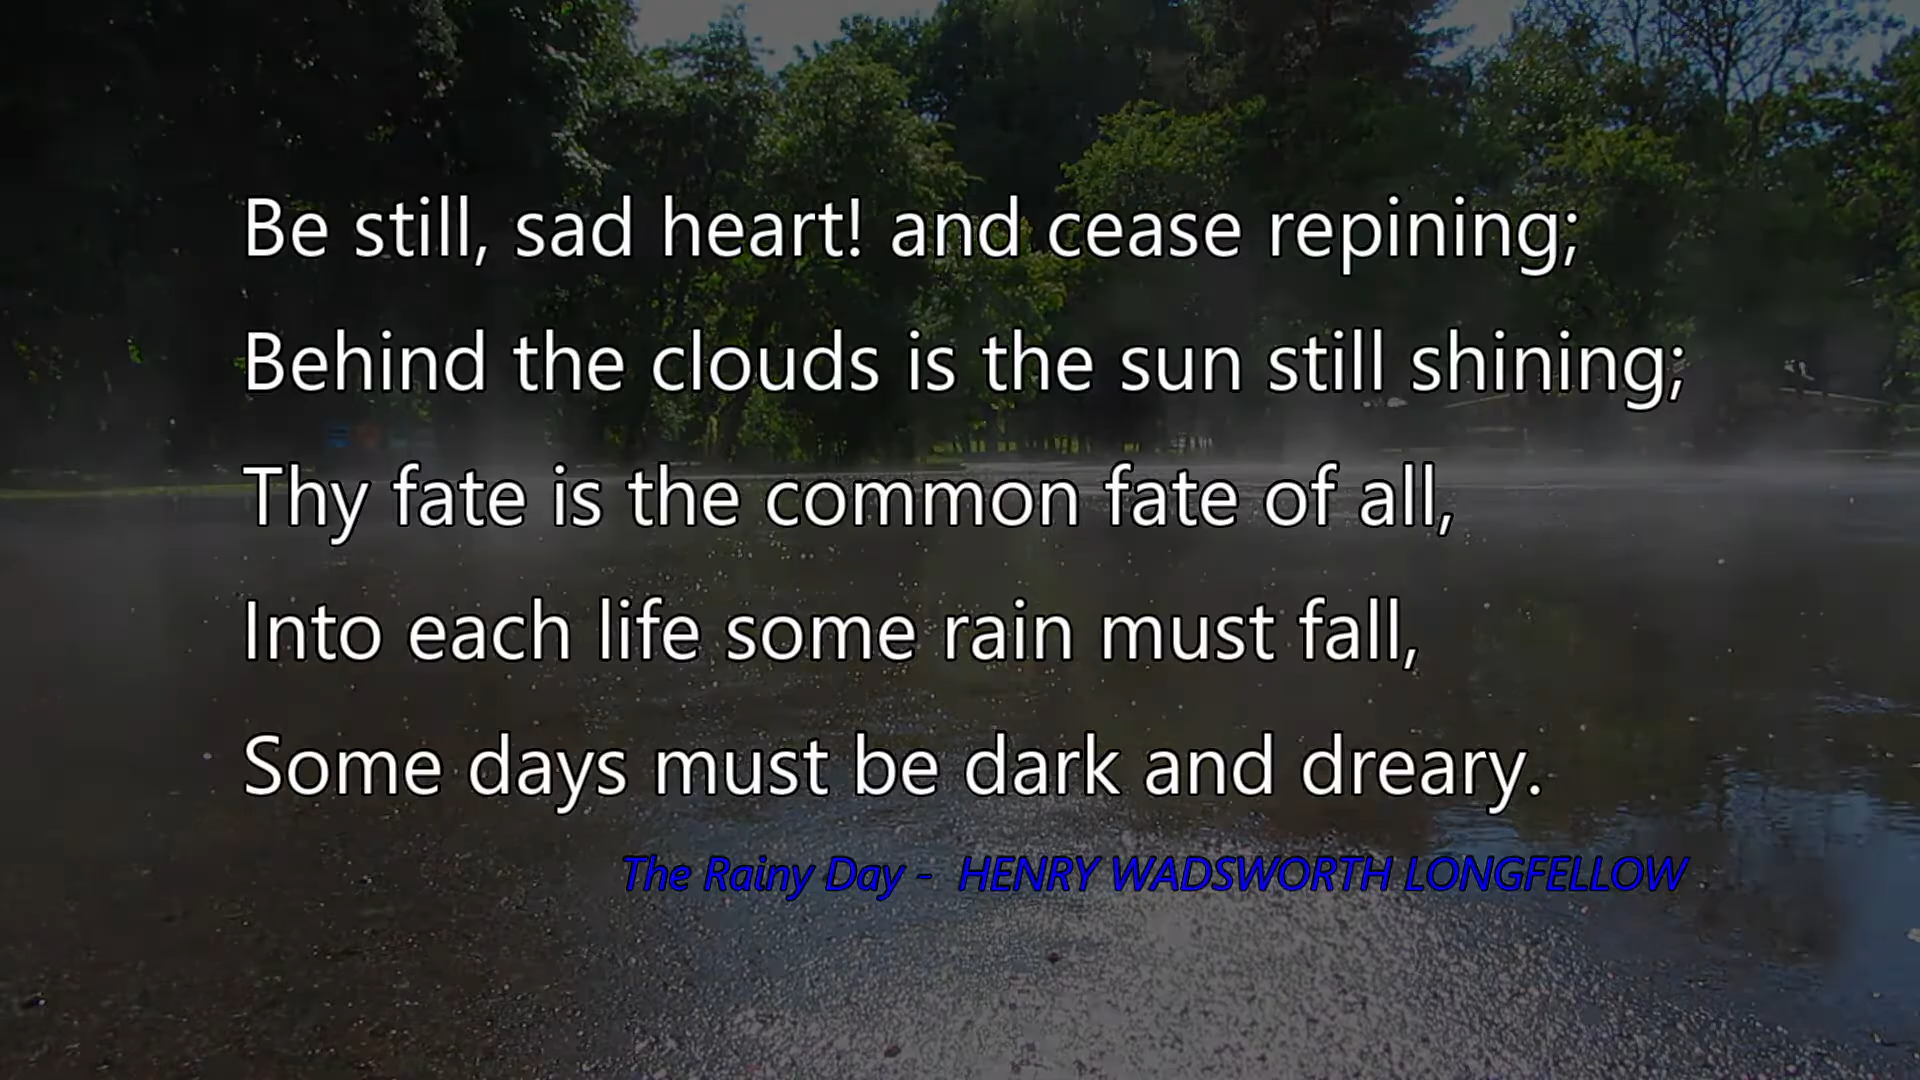 Be still, sad heart! and cease repining;
Behind the clouds is the sun still shining;
Thy fate is the common fate of all,
Into each life some rain must fall,
Some days must be dark and dreary.
The Rainy Day - HENRY WADSWORTH LONGFELLOW